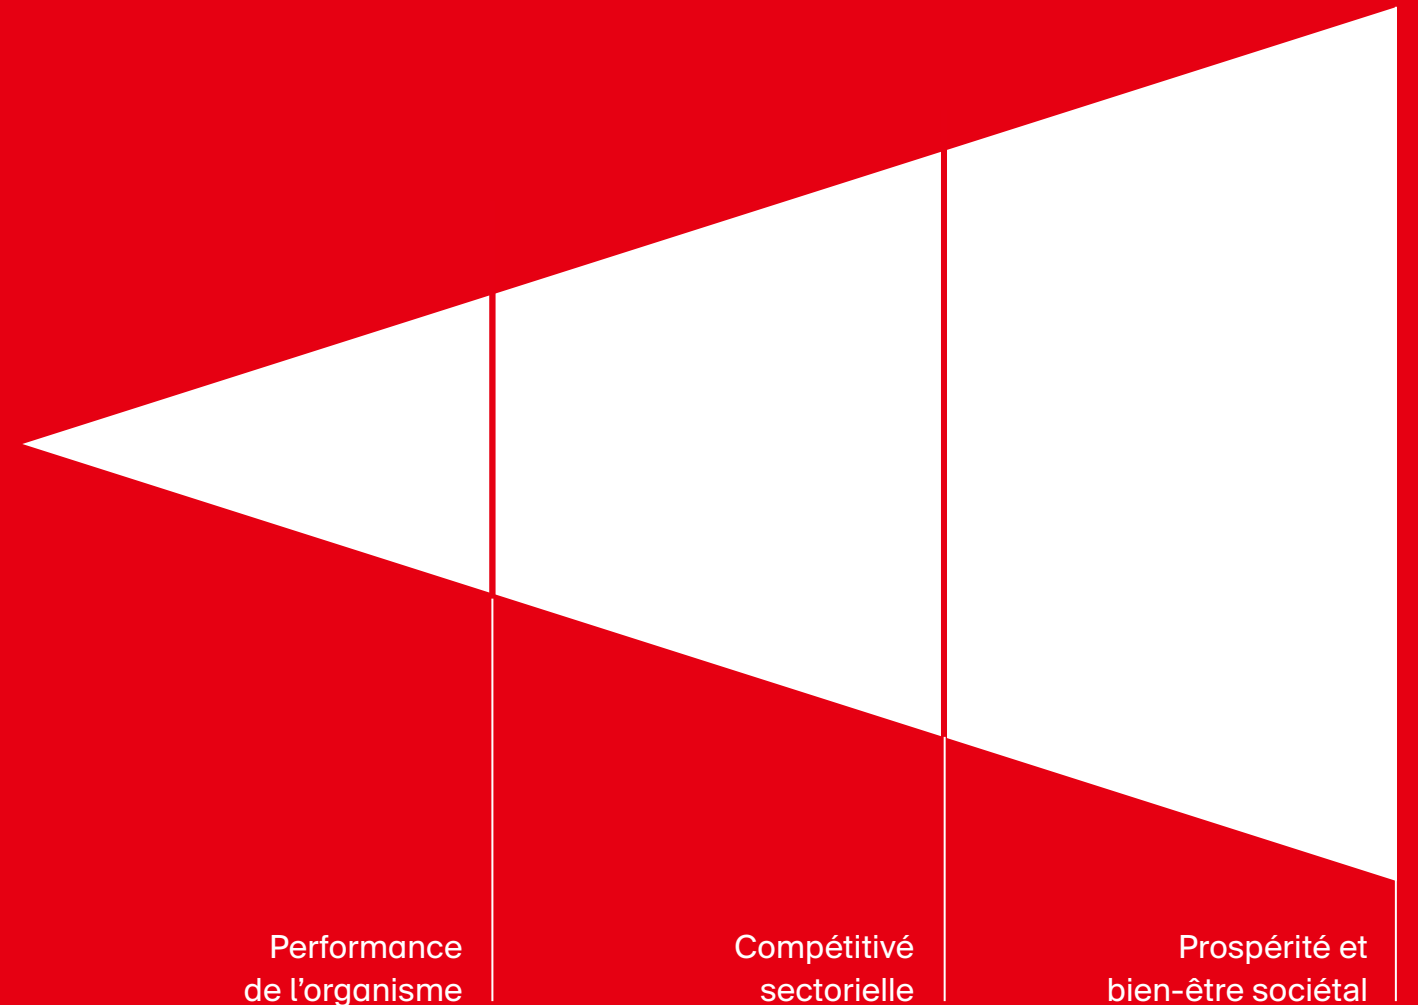 Performance
de l’organisme
Compétitivé
sectorielle
Prospérité et
bien-être sociétal